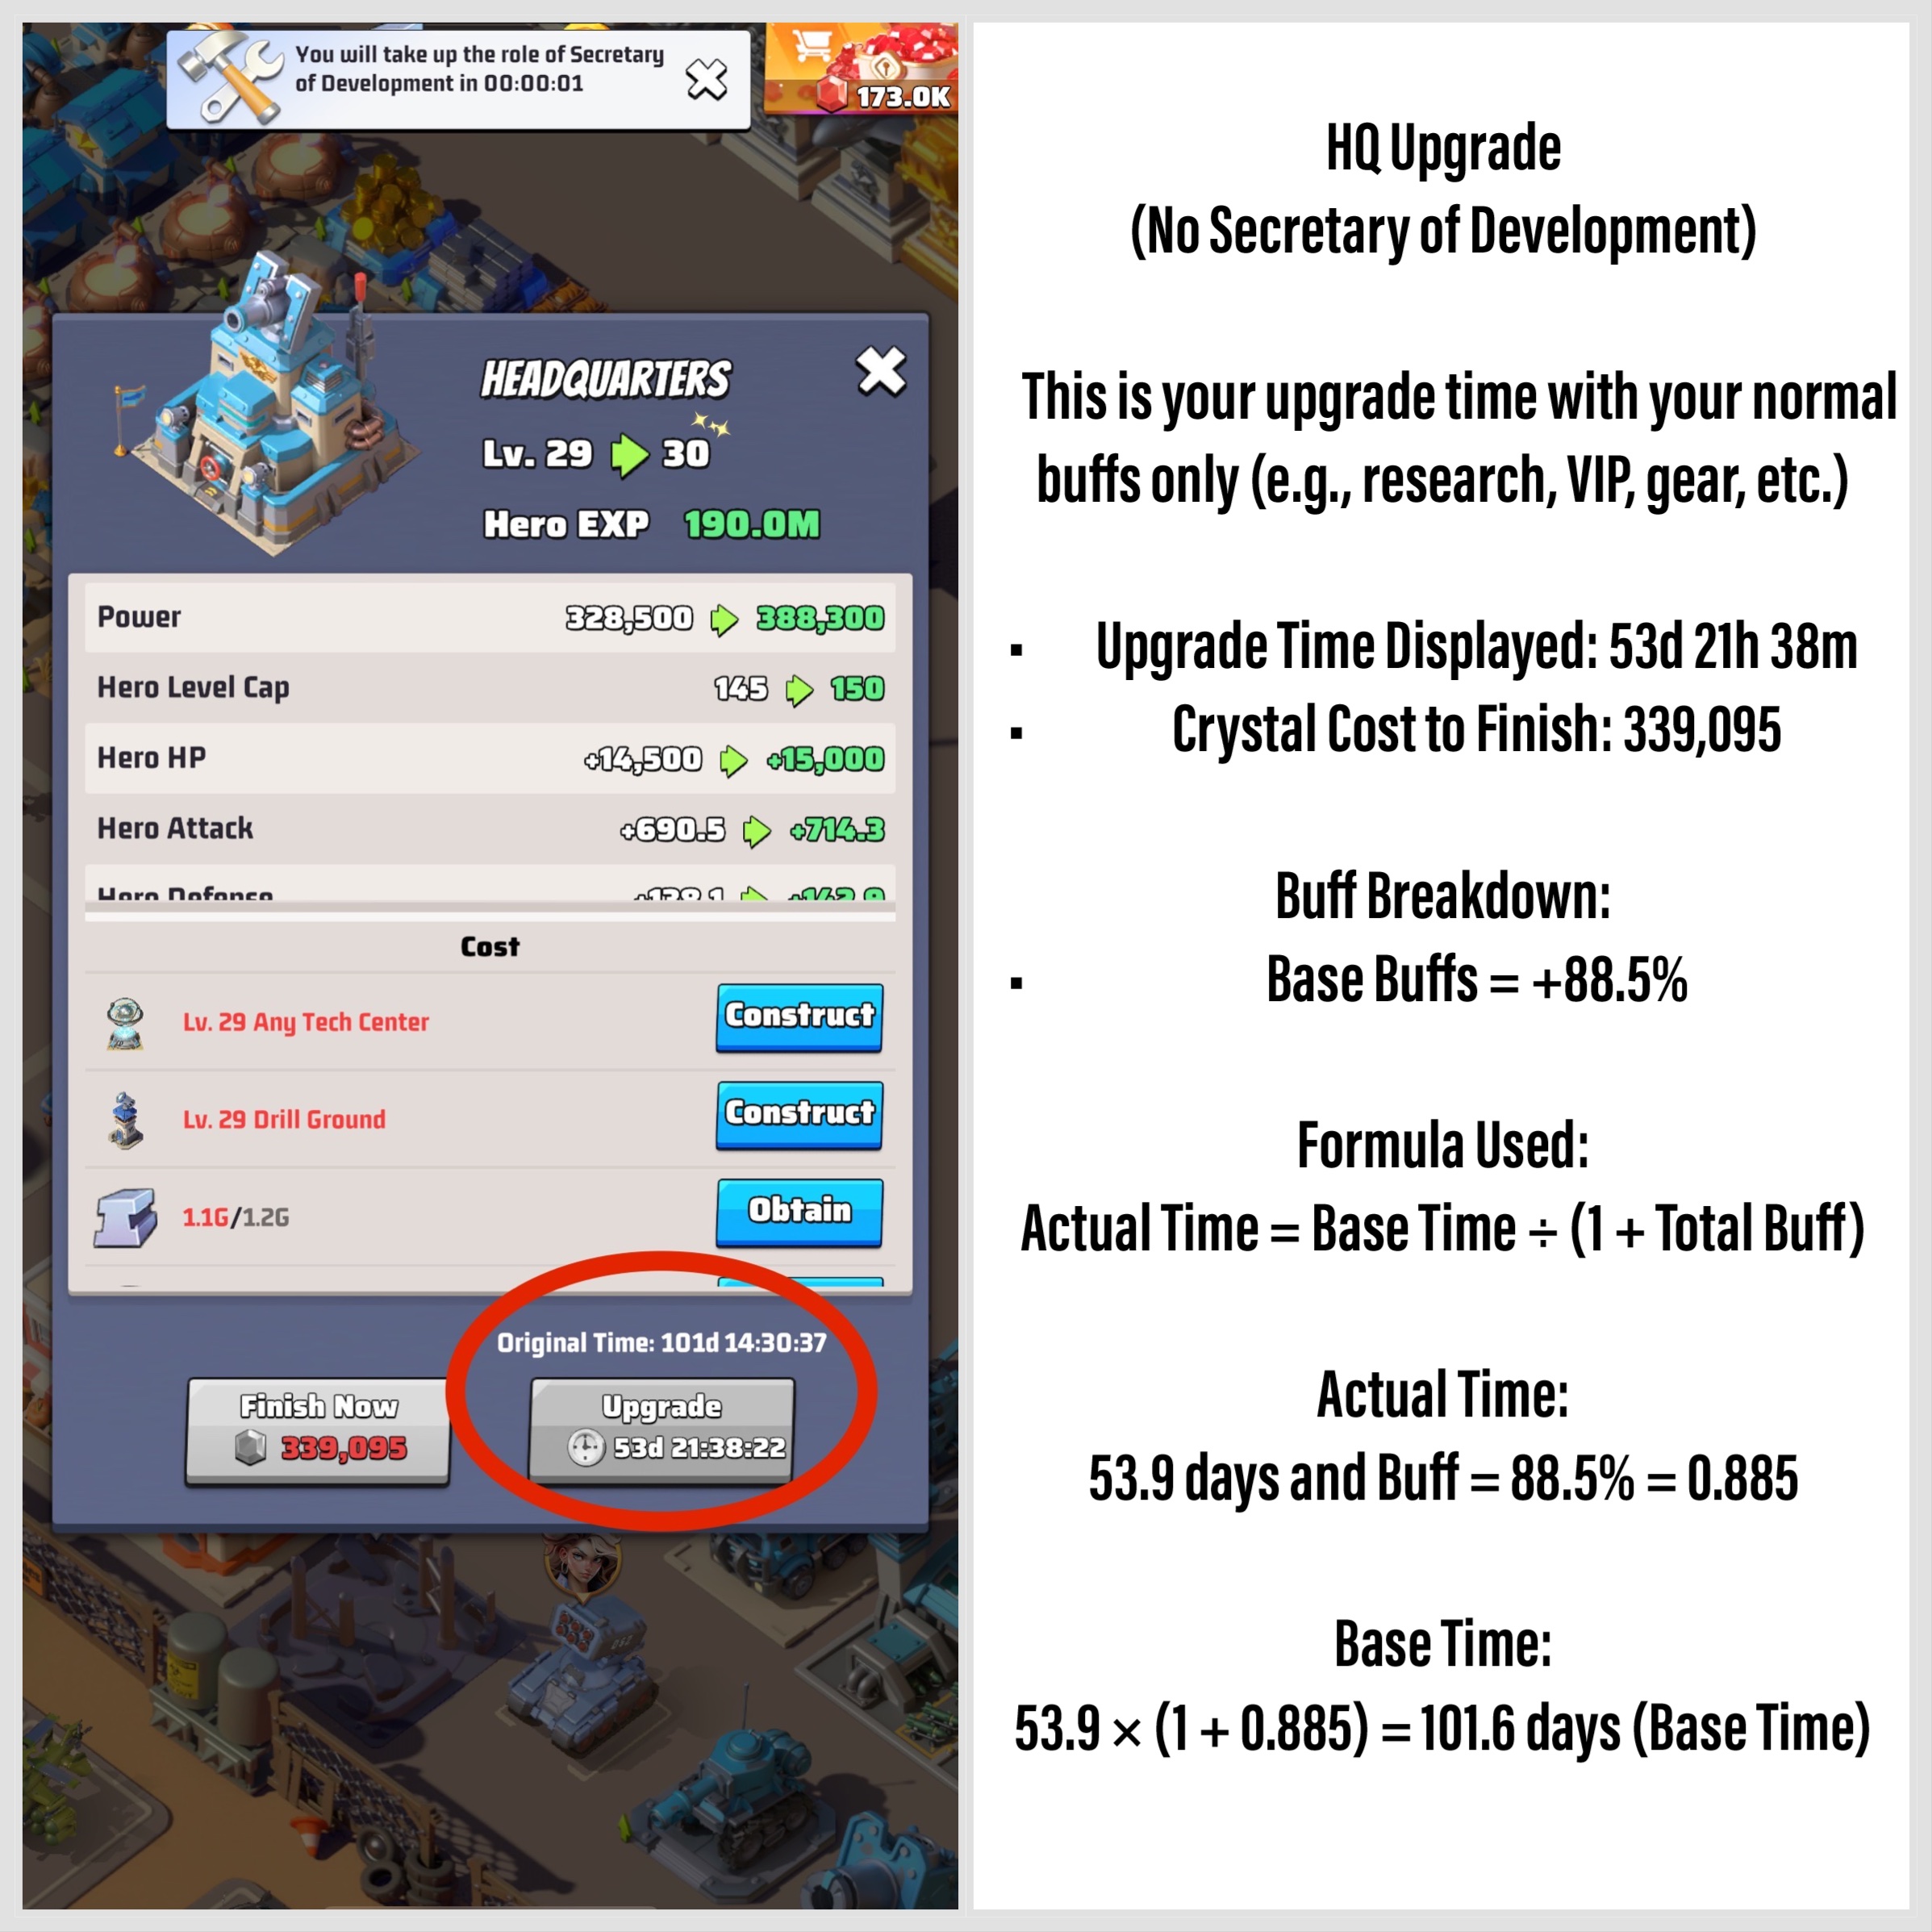 You will take up the role of Secretary
of Development in 00:00:01
173.0K
HEADQUARTERS
Lv. 29 30
Hero EXP 190.0M
Power 328,500 388,300
Hero Level Cap 145 150
Hero HP +14,500 +15,000
Hero Attack +690.5 +714.3
Hero Defense +138.1 +142.9
Cost
Lv. 29 Any Tech Center Construct
Lv. 29 Drill Ground Construct
1.1G/1.2G Obtain
Original Time: 101d 14:30:37
Finish Now
339,095
Upgrade
53d 21:38:22
HQ Upgrade
(No Secretary of Development)
This is your upgrade time with your normal
buffs only (e.g., research, VIP, gear, etc.)
▪ Upgrade Time Displayed: 53d 21h 38m
▪ Crystal Cost to Finish: 339,095
Buff Breakdown:
▪ Base Buffs = +88.5%
Formula Used:
Actual Time = Base Time ÷ (1 + Total Buff)
Actual Time:
53.9 days and Buff = 88.5% = 0.885
Base Time:
53.9 × (1 + 0.885) = 101.6 days (Base Time)